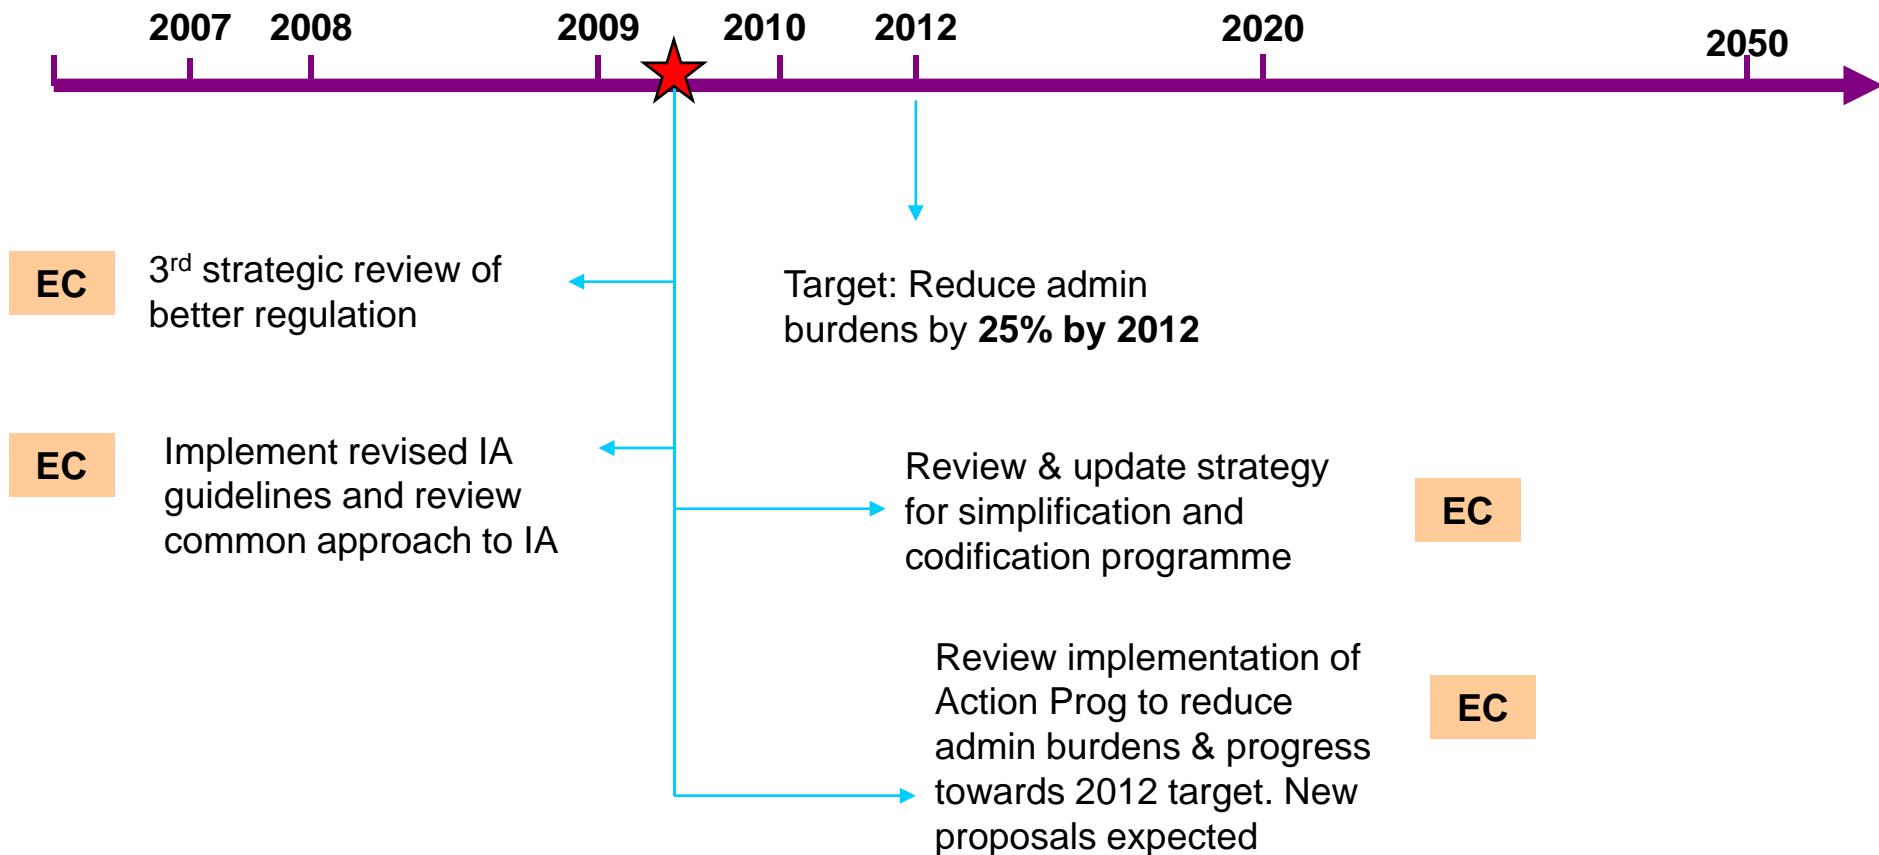 2007 2008 2009 2010 2012 2020 2050
EC
3rd strategic review of
better regulation
Target: Reduce admin
burdens by 25% by 2012
EC
Implement revised IA
guidelines and review
common approach to IA
Review & update strategy
for simplification and
codification programme
EC
Review implementation of
Action Prog to reduce
admin burdens & progress
towards 2012 target. New
proposals expected
EC